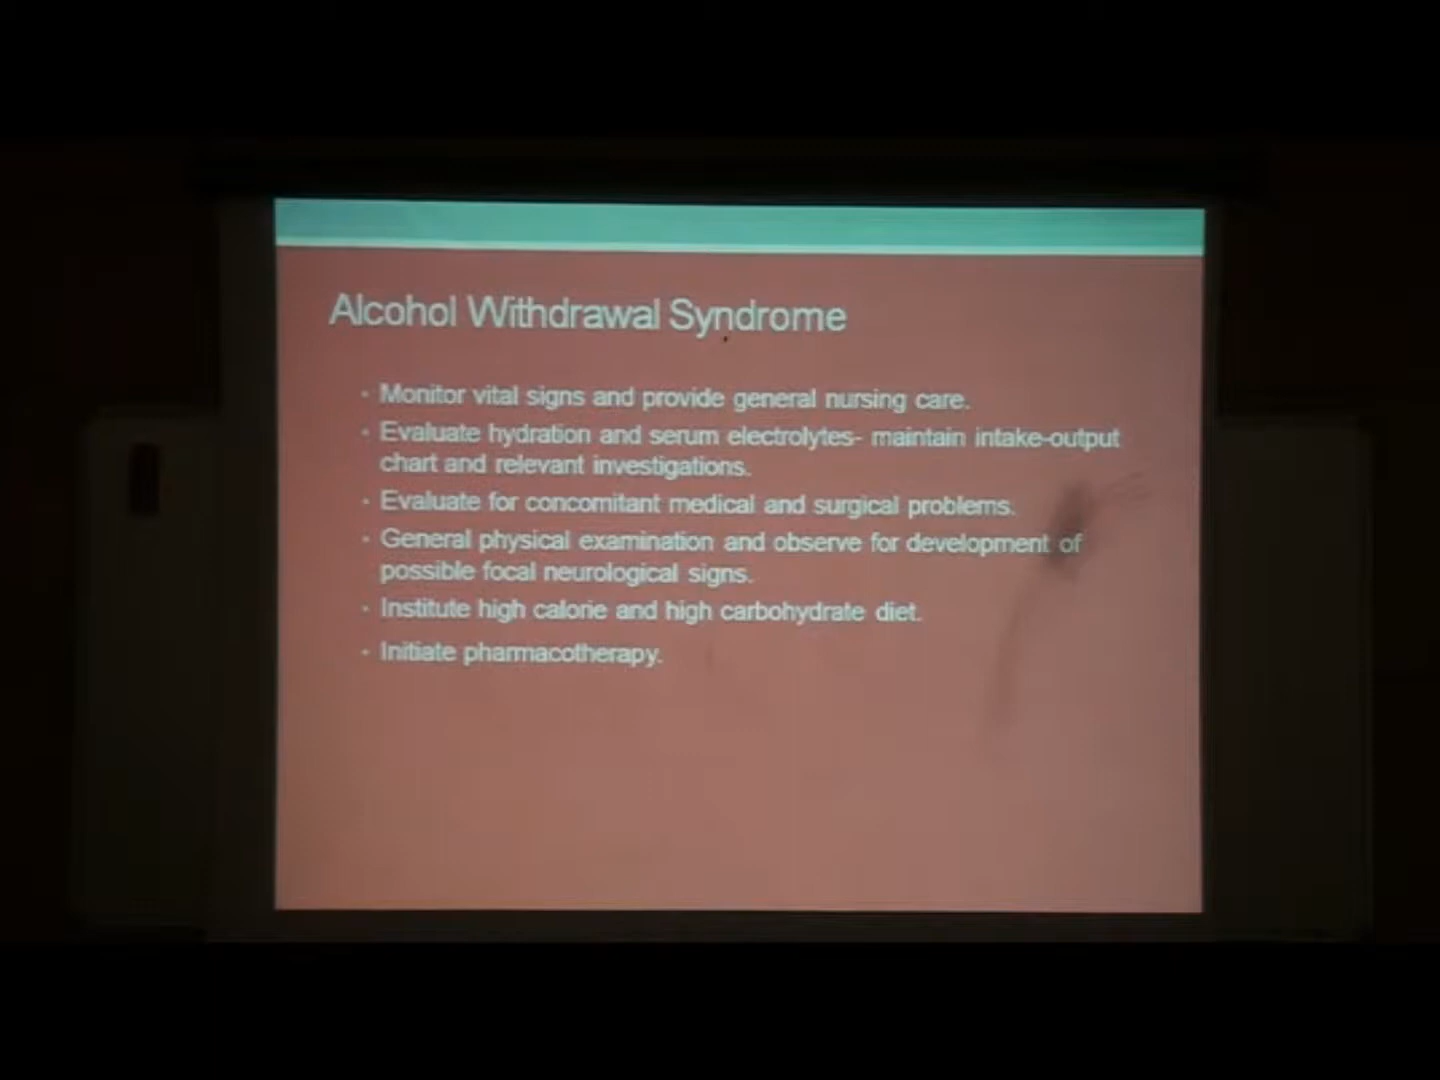 Alcohol Withdrawal Syndrome
• Monitor vital signs and provide general nursing care.
• Evaluate hydration and serum electrolytes- maintain intake-output
chart and relevant investigations.
• Evaluate for concomitant medical and surgical problems.
• General physical examination and observe for development of
possible focal neurological signs.
• Institute high calorie and high carbohydrate diet.
• Initiate pharmacotherapy.